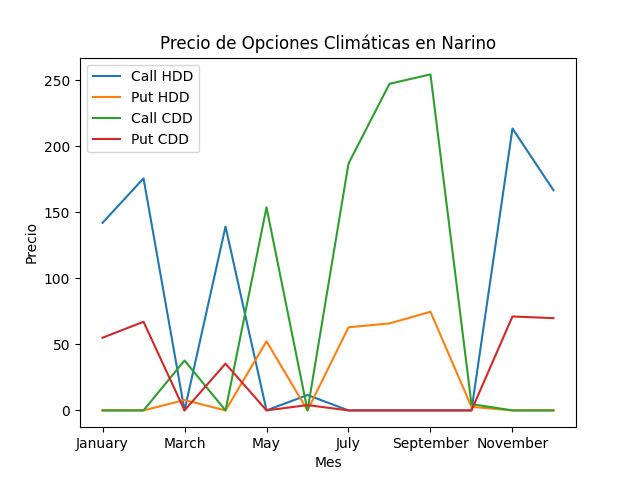 Precio de Opciones Climáticas en Narino
Call HDD
Put HDD
Call CDD
Put CDD
250
200
150
100
50
0
Precio
January March May July September November
Mes